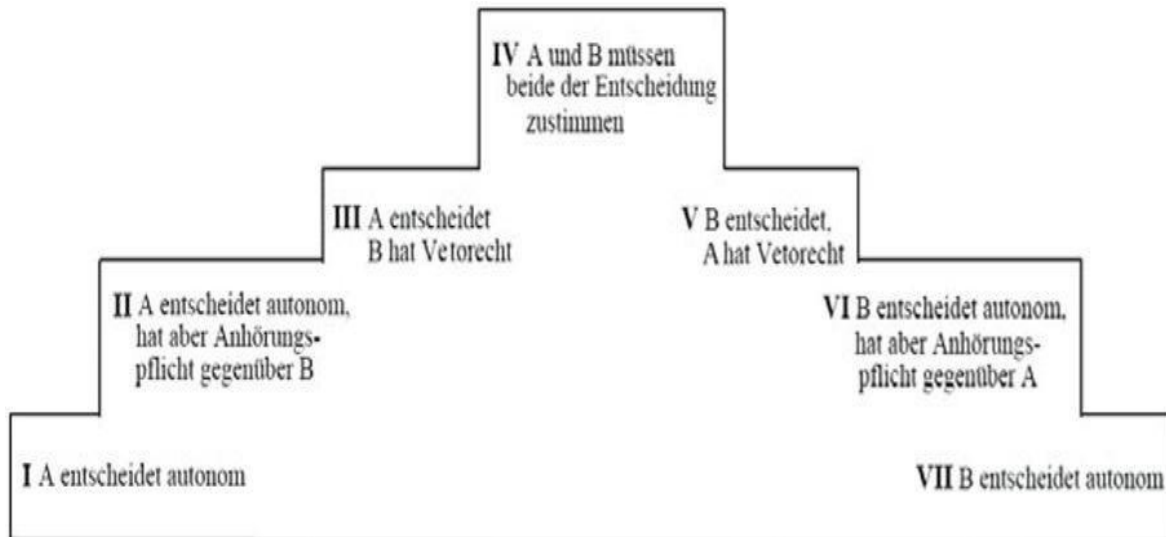 IV A und B müssen
beide der Entscheidung
zustimmen
III A entscheidet
B hat Vetorecht
V B entscheidet,
A hat Vetorecht
II A entscheidet autonom,
hat aber Anhörungs-
pflicht gegenüber B
VI B entscheidet autonom,
hat aber Anhörungs-
pflicht gegenüber A
I A entscheidet autonom
VII B entscheidet autonom